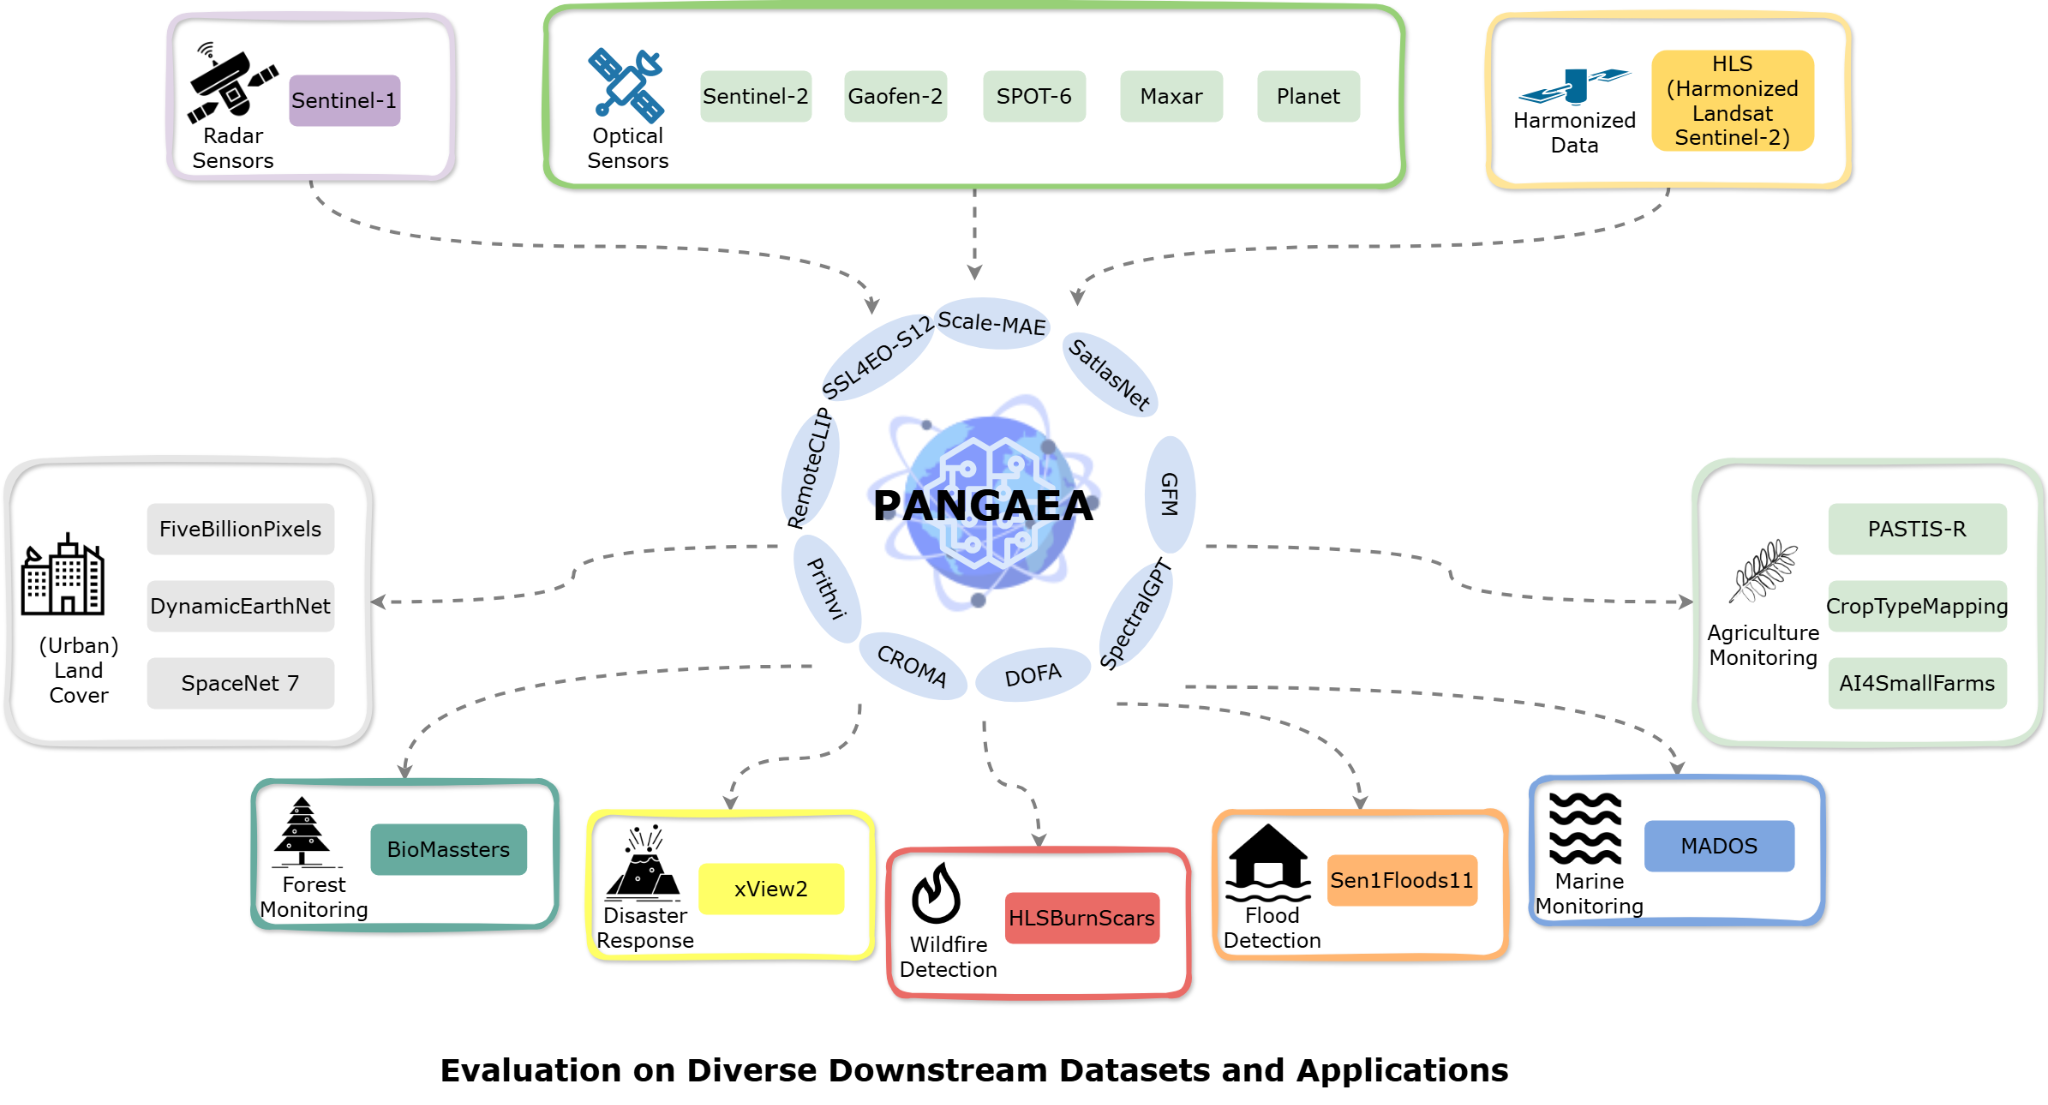 Radar
Sensors
Sentinel-1
Optical
Sensors
Sentinel-2
Gaofen-2
SPOT-6
Maxar
Planet
Harmonized
Data
HLS
(Harmonized
Landsat
Sentinel-2)
SSL4EO-S12
Scale-MAE
SatlasNet
RemoteCLIP
GFM
PANGAEA
Prithvi
SpectralGPT
CROMA
DOFA
(Urban)
Land
Cover
FiveBillionPixels
DynamicEarthNet
SpaceNet 7
Agriculture
Monitoring
PASTIS-R
CropTypeMapping
AI4SmallFarms
Forest
Monitoring
BioMassters
Disaster
Response
xView2
Wildfire
Detection
HLSBurnScars
Flood
Detection
Sen1Floods11
Marine
Monitoring
MADOS
Evaluation on Diverse Downstream Datasets and Applications